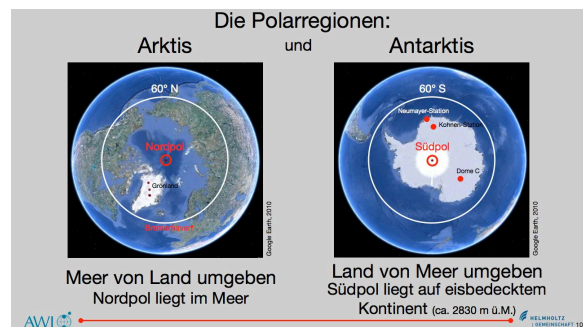 Die Polarregionen:
Arktis und Antarktis
60° N
Nordpol
Grönland
Bremerhaven
Google Earth, 2010
Meer von Land umgeben
Nordpol liegt im Meer
60° S
Neumayer-Station
Kohnen-Station
Südpol
Dome C
Google Earth, 2010
Land von Meer umgeben
Südpol liegt auf eisbedecktem
Kontinent (ca. 2830 m ü.M.)
AWI
HELMHOLTZ
GEMEINSCHAFT
10